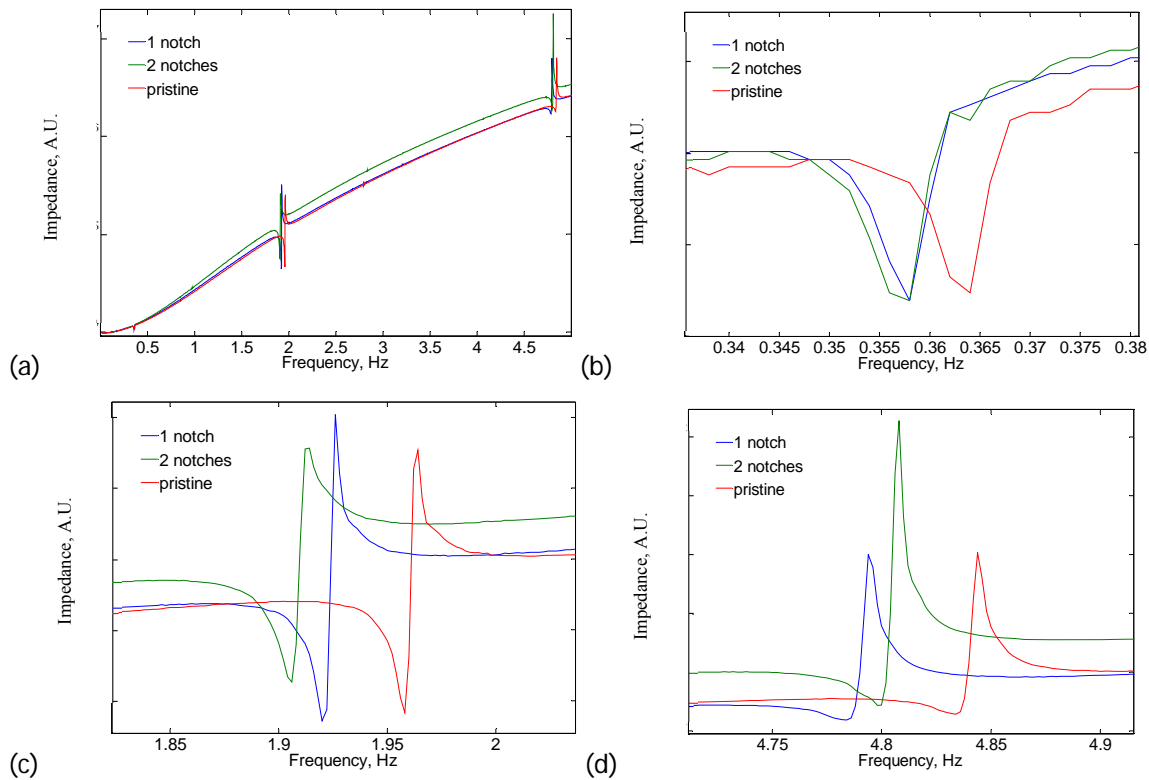 1 notch
2 notches
pristine
Impedance, A.U.
0.5 1 1.5 2 2.5 3 3.5 4 4.5
Frequency, Hz
(a)
1 notch
2 notches
pristine
Impedance, A.U.
0.34 0.345 0.35 0.355 0.36 0.365 0.37 0.375 0.38
Frequency, Hz
(b)
1 notch
2 notches
pristine
Impedance, A.U.
1.85 1.9 1.95 2
Frequency, Hz
(c)
1 notch
2 notches
pristine
Impedance, A.U.
4.75 4.8 4.85 4.9
Frequency, Hz
(d)